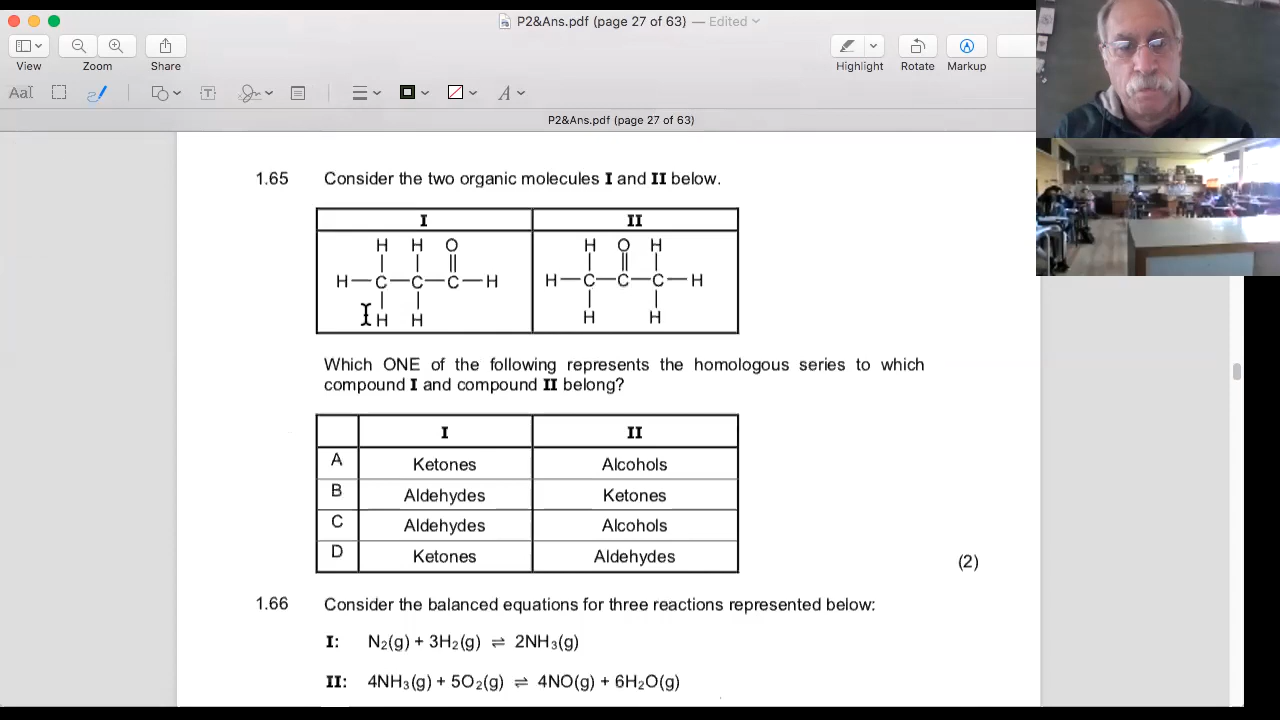 P2&Ans.pdf (page 27 of 63) — Edited
View
Zoom
Share
Highlight
Rotate
Markup
P2&Ans.pdf (page 27 of 63)
1.65 Consider the two organic molecules I and II below.
I II
H H O
H—C—C—C—H
H H
H O H
H—C—C—C—H
H H
Which ONE of the following represents the homologous series to which
compound I and compound II belong?
I II
A Ketones Alcohols
B Aldehydes Ketones
C Aldehydes Alcohols
D Ketones Aldehydes
(2)
1.66 Consider the balanced equations for three reactions represented below:
I: N₂(g) + 3H₂(g) ⇌ 2NH₃(g)
II: 4NH₃(g) + 5O₂(g) ⇌ 4NO(g) + 6H₂O(g)